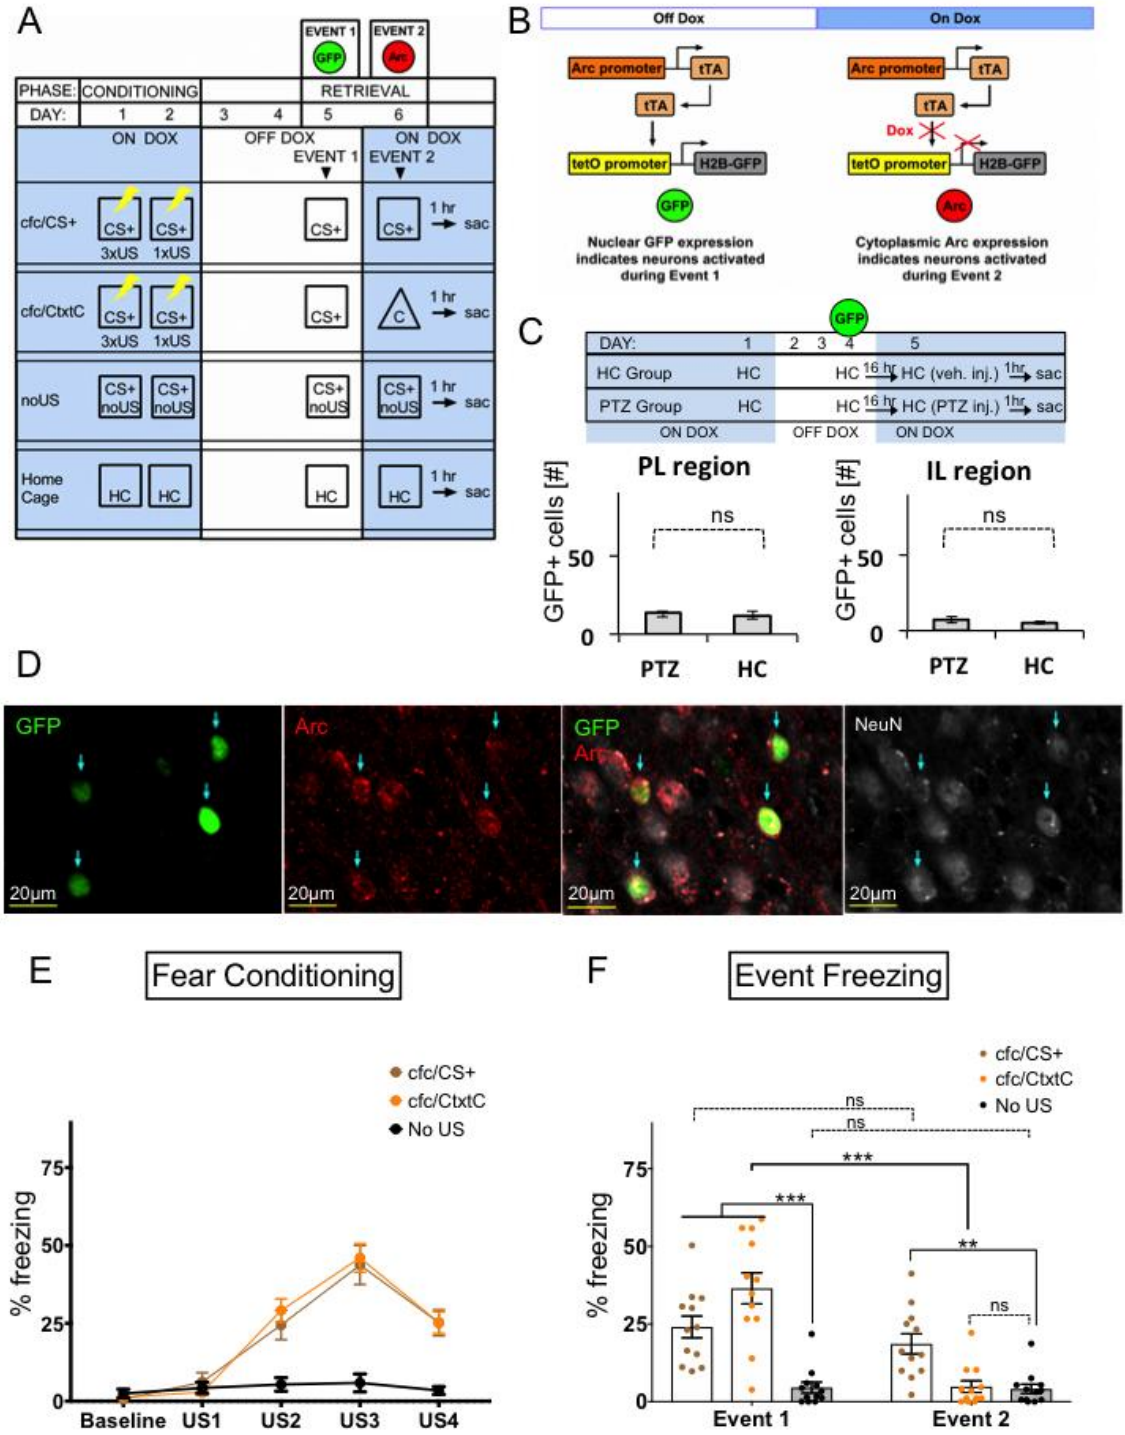 A
EVENT 1 EVENT 2
GFP Arc
PHASE: CONDITIONING RETRIEVAL
DAY: 1 2 3 4 5 6
ON DOX OFF DOX ON DOX
EVENT 1 EVENT 2
cfc/CS+ CS+ CS+ CS+ CS+ 1 hr sac
3xUS 1xUS
cfc/CtxtC CS+ CS+ CS+ C 1 hr sac
3xUS 1xUS
noUS CS+ noUS CS+ noUS CS+ noUS CS+ noUS 1 hr sac
Home Cage HC HC HC HC 1 hr sac
B
Off Dox On Dox
Arc promoter tTA Arc promoter tTA
tTA tTA
Dox
tetO promoter H2B-GFP tetO promoter H2B-GFP
GFP Arc
Nuclear GFP expression
indicates neurons activated
during Event 1
Cytoplasmic Arc expression
indicates neurons activated
during Event 2
C
GFP
DAY: 1 2 3 4 5
HC Group HC HC 16 hr HC (veh. inj.) 1hr sac
PTZ Group HC HC 16 hr HC (PTZ inj.) 1hr sac
ON DOX OFF DOX ON DOX
PL region
GFP+ cells [#]
ns
50
0
PTZ HC
IL region
GFP+ cells [#]
ns
50
0
PTZ HC
D
GFP
20µm
Arc
20µm
GFP
Arc
20µm
NeuN
20µm
E
Fear Conditioning
cfc/CS+
cfc/CtxtC
No US
% freezing
75
50
25
0
Baseline US1 US2 US3 US4
F
Event Freezing
cfc/CS+
cfc/CtxtC
No US
ns
ns
***
***
**
ns
% freezing
75
50
25
0
Event 1 Event 2